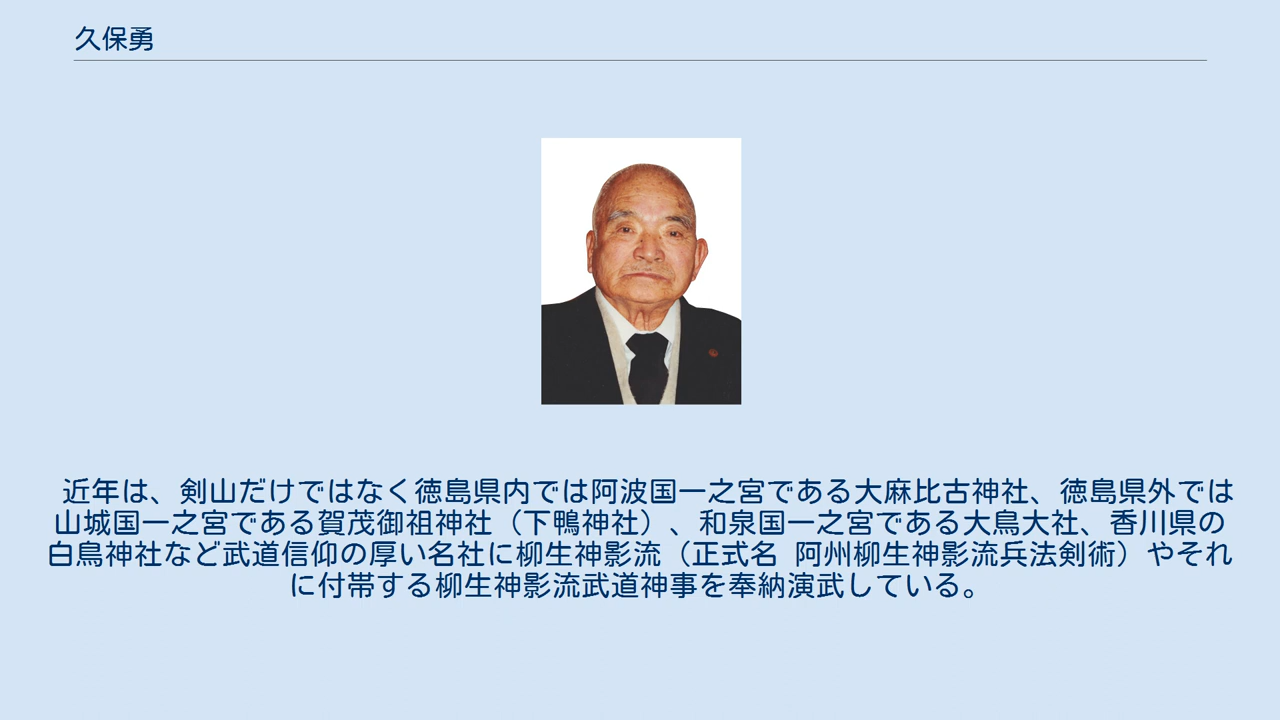 久保勇
近年は、剣山だけではなく徳島県内では阿波国一之宮である大麻比古神社、徳島県外では
山城国一之宮である賀茂御祖神社（下鴨神社）、和泉国一之宮である大鳥大社、香川県の
白鳥神社など武道信仰の厚い名社に柳生神影流（正式名 阿州柳生神影流兵法剣術）やそれ
に付帯する柳生神影流武道神事を奉納演武している。